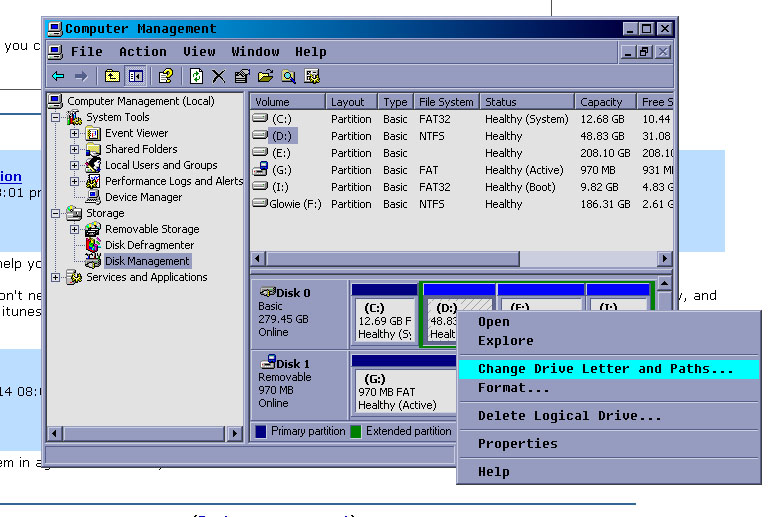 Computer Management
you c
File Action View Window Help
Computer Management (Local)
System Tools
Event Viewer
Shared Folders
Local Users and Groups
Performance Logs and Alerts
Device Manager
Storage
Removable Storage
Disk Defragmenter
Disk Management
Services and Applications
Volume Layout Type File System Status Capacity Free S
(C:) Partition Basic FAT32 Healthy (System) 12.68 GB 10.44
(D:) Partition Basic NTFS Healthy 48.83 GB 31.08
(E:) Partition Basic Healthy 208.10 GB 208.10
(G:) Partition Basic FAT Healthy (Active) 970 MB 931 M
(I:) Partition Basic FAT32 Healthy (Boot) 9.82 GB 4.83 G
Glowie (F:) Partition Basic NTFS Healthy 186.31 GB 2.61 G
ion
3:01 pr
help yo
on't ne
itunes
14 08:0
em in a
Disk 0
Basic
279.45 GB
Online
(C:)
12.69 GB F
Healthy (Sy
(D:)
48.83
Healt
(E:)
(I:)
Disk 1
Removable
970 MB
Online
(G:)
970 MB FAT
Healthy (Active)
Primary partition Extended partition
Open
Explore
Change Drive Letter and Paths...
Format...
Delete Logical Drive...
Properties
Help
y, and